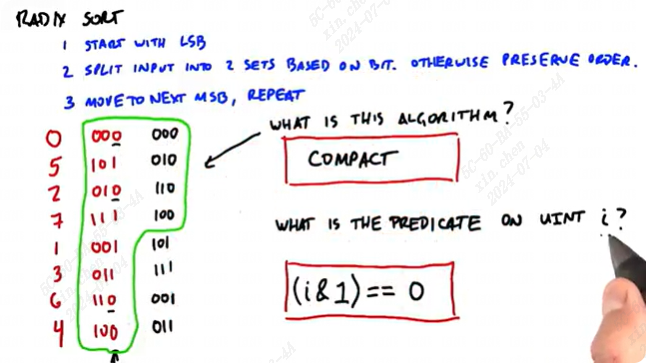 RADIX SORT
1 START WITH LSB
2 SPLIT INPUT INTO 2 SETS BASED ON BIT. OTHERWISE PRESERVE ORDER.
3 MOVE TO NEXT MSB, REPEAT
WHAT IS THIS ALGORITHM?
0 000 000
5 101 010
COMPACT
2 010 110
7 111 100
WHAT IS THE PREDICATE ON UINT i?
1 001 101
3 011 111
6 110 001
(i&1) == 0
4 100 011
5C-60-BA-55-03-4A
xin.chen
2024-07-04